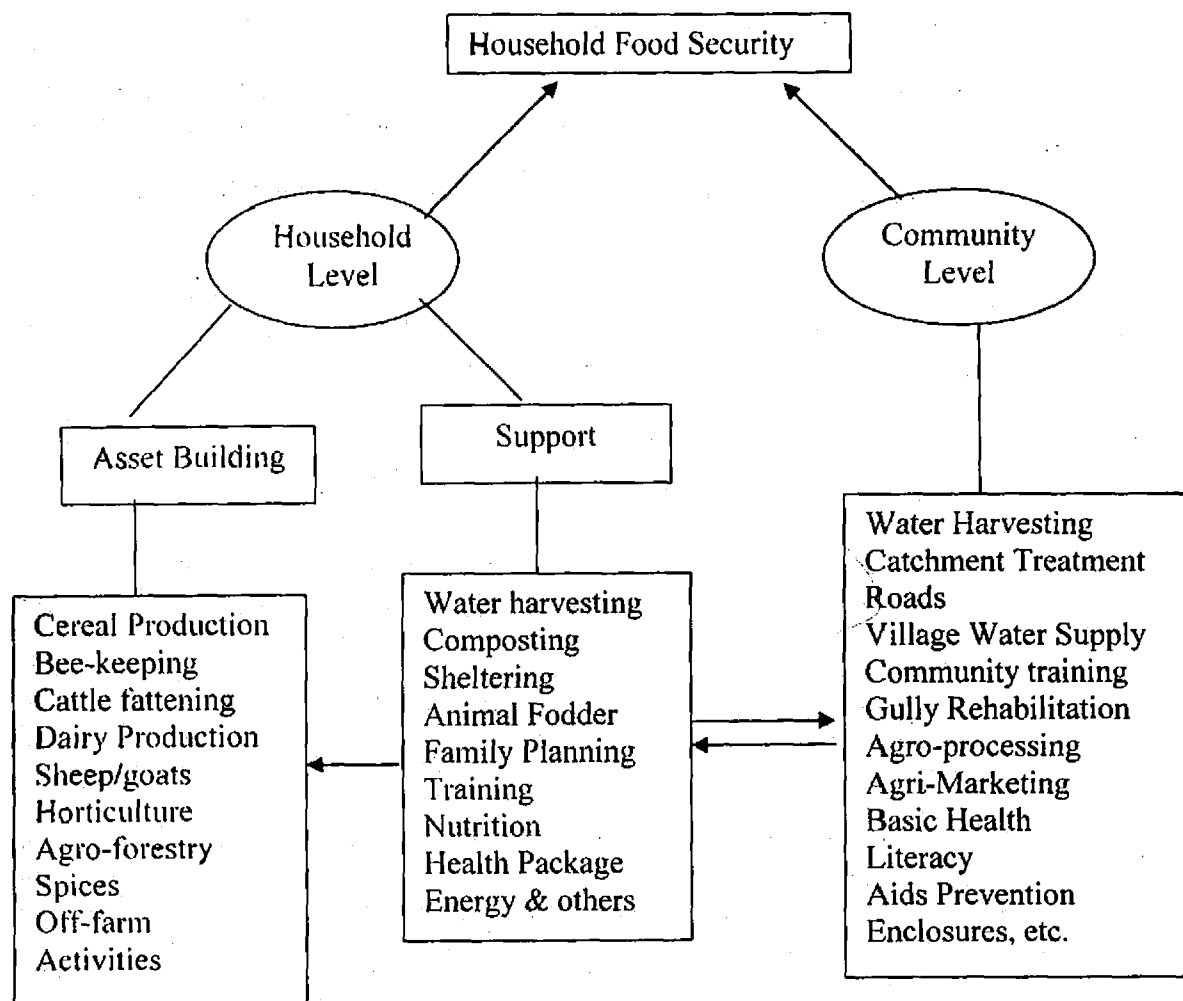 Household Food Security
Household
Level
Community
Level
Asset Building
Support
Cereal Production
Bee-keeping
Cattle fattening
Dairy Production
Sheep/goats
Horticulture
Agro-forestry
Spices
Off-farm
Activities
Water harvesting
Composting
Sheltering
Animal Fodder
Family Planning
Training
Nutrition
Health Package
Energy & others
Water Harvesting
Catchment Treatment
Roads
Village Water Supply
Community training
Gully Rehabilitation
Agro-processing
Agri-Marketing
Basic Health
Literacy
Aids Prevention
Enclosures, etc.